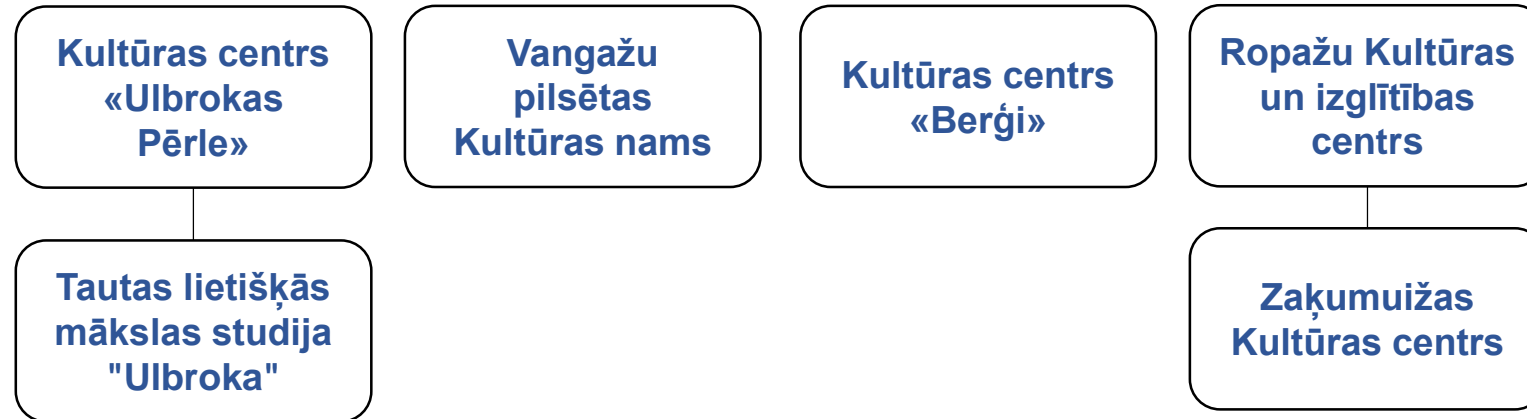 Kultūras centrs
«Ulbrokas
Pērle»
Vangažu
pilsētas
Kultūras nams
Kultūras centrs
«Berģi»
Ropažu Kultūras
un izglītības
centrs
Tautas lietišķās
mākslas studija
"Ulbroka"
Zaķumuižas
Kultūras centrs